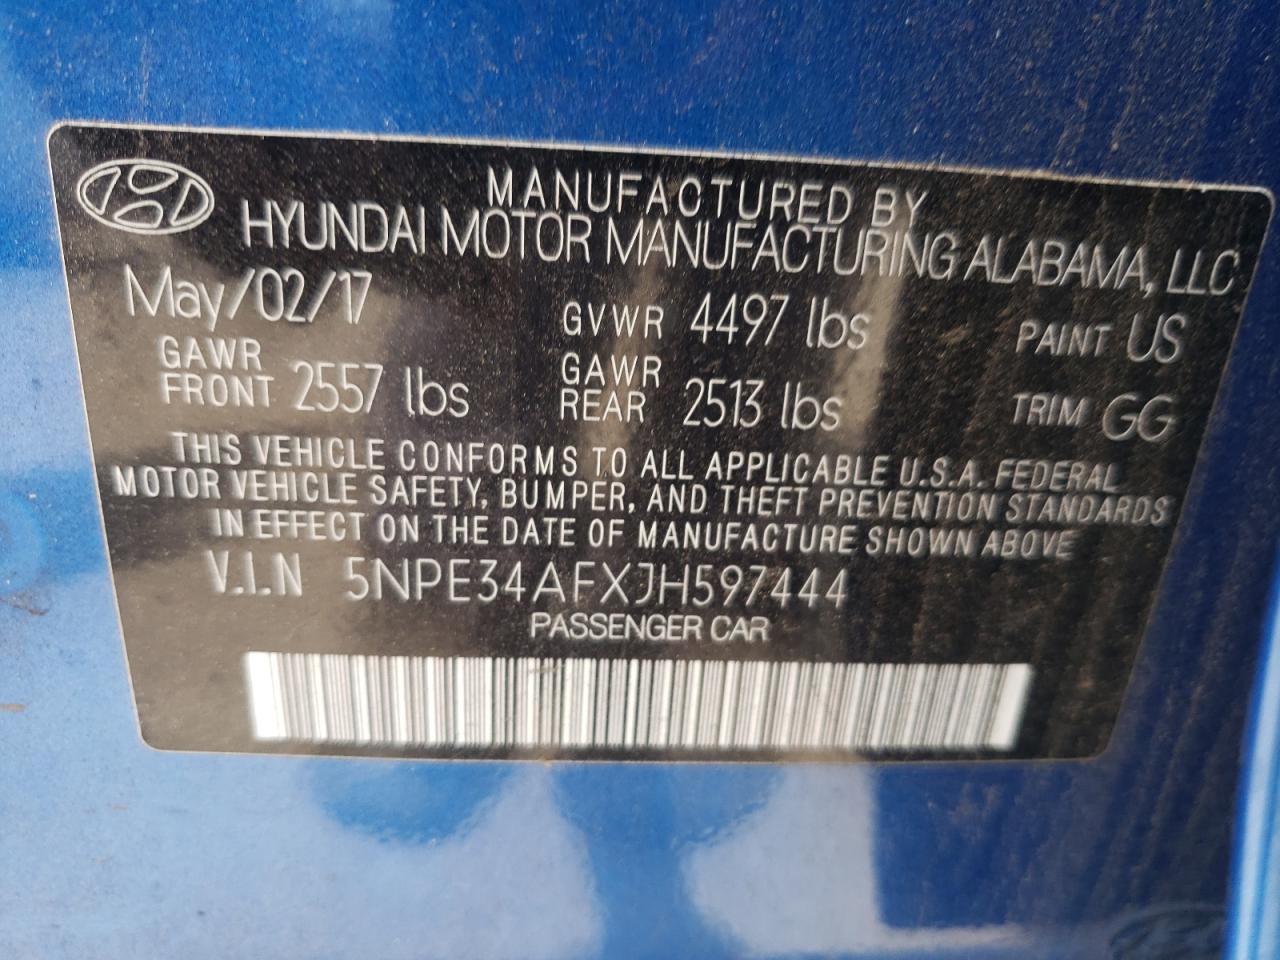 MANUFACTURED BY
HYUNDAI MOTOR MANUFACTURING ALABAMA, LLC
May/02/17 GVWR 4497 lbs PAINT US
GAWR FRONT 2557 lbs GAWR REAR 2513 lbs TRIM GG
THIS VEHICLE CONFORMS TO ALL APPLICABLE U.S.A. FEDERAL
MOTOR VEHICLE SAFETY, BUMPER, AND THEFT PREVENTION STANDARDS
IN EFFECT ON THE DATE OF MANUFACTURE SHOWN ABOVE
V.I.N 5NPE34AFXJH597444
PASSENGER CAR